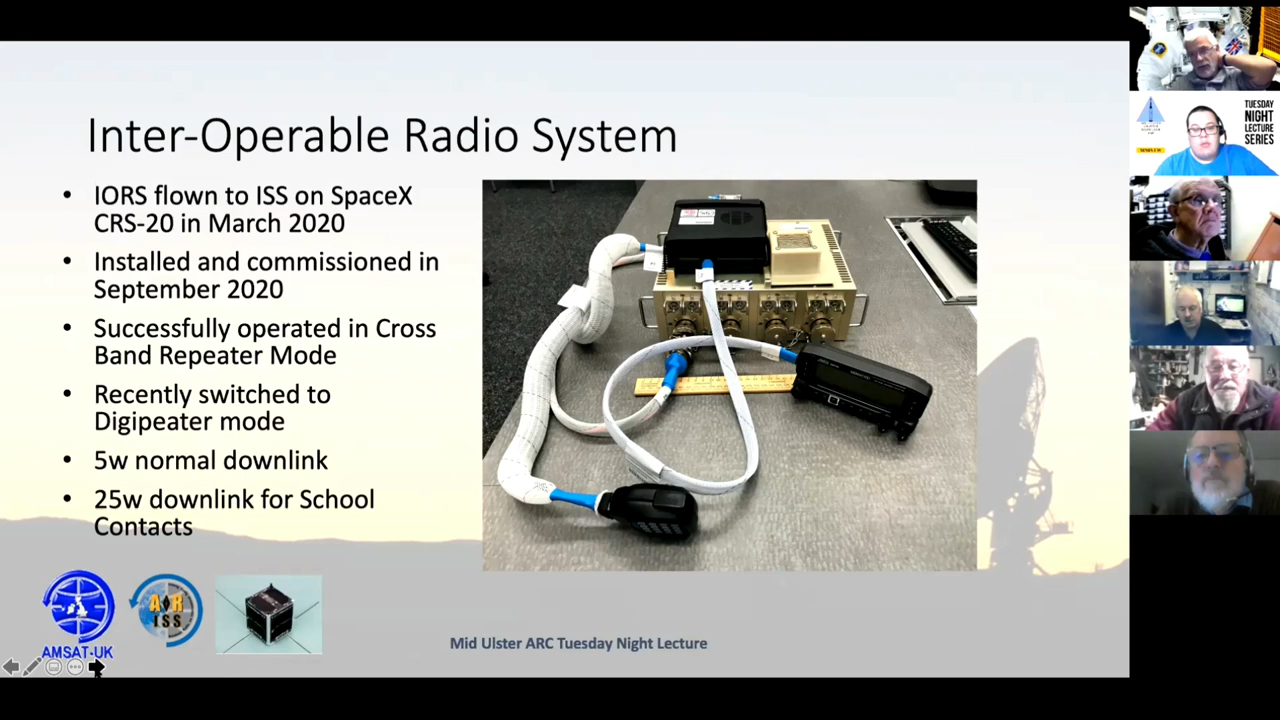 Inter-Operable Radio System
• IORS flown to ISS on SpaceX
CRS-20 in March 2020
• Installed and commissioned in
September 2020
• Successfully operated in Cross
Band Repeater Mode
• Recently switched to
Digipeater mode
• 5w normal downlink
• 25w downlink for School
Contacts
AMSAT-UK
ISS
Mid Ulster ARC Tuesday Night Lecture
TUESDAY
NIGHT
LECTURE
SERIES